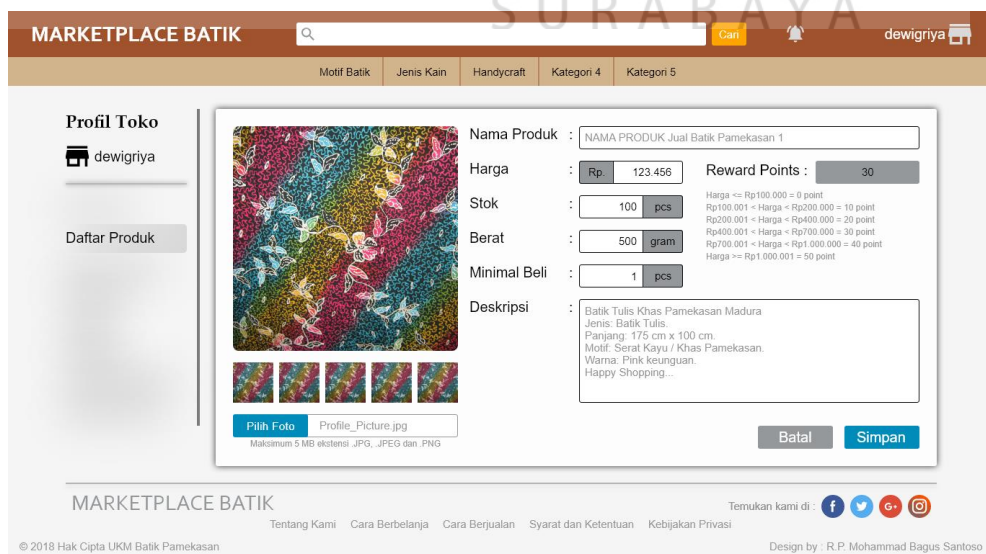 SURABAYA
MARKETPLACE BATIK
Cari
dewigriya
Motif Batik Jenis Kain Handycraft Kategori 4 Kategori 5
Profil Toko
dewigriya
Daftar Produk
Nama Produk : NAMA PRODUK Jual Batik Pamekasan 1
Harga : Rp. 123.456
Reward Points : 30
Harga <= Rp100.000 = 0 point
Rp100.001 < Harga < Rp200.000 = 10 point
Rp200.001 < Harga < Rp400.000 = 20 point
Rp400.001 < Harga < Rp700.000 = 30 point
Rp700.001 < Harga < Rp1.000.000 = 40 point
Harga >= Rp1.000.001 = 50 point
Stok : 100 pcs
Berat : 500 gram
Minimal Beli : 1 pcs
Deskripsi : Batik Tulis Khas Pamekasan Madura
Jenis: Batik Tulis.
Panjang: 175 cm x 100 cm.
Motif: Serat Kayu / Khas Pamekasan.
Warna: Pink keunguan.
Happy Shopping...
Pilih Foto Profile_Picture.jpg
Maksimum 5 MB ekstensi .JPG, .JPEG dan .PNG
Batal Simpan
MARKETPLACE BATIK
Temukan kami di : f G+
Tentang Kami Cara Berbelanja Cara Berjualan Syarat dan Ketentuan Kebijakan Privasi
© 2018 Hak Cipta UKM Batik Pamekasan
Design by : R.P. Mohammad Bagus Santoso